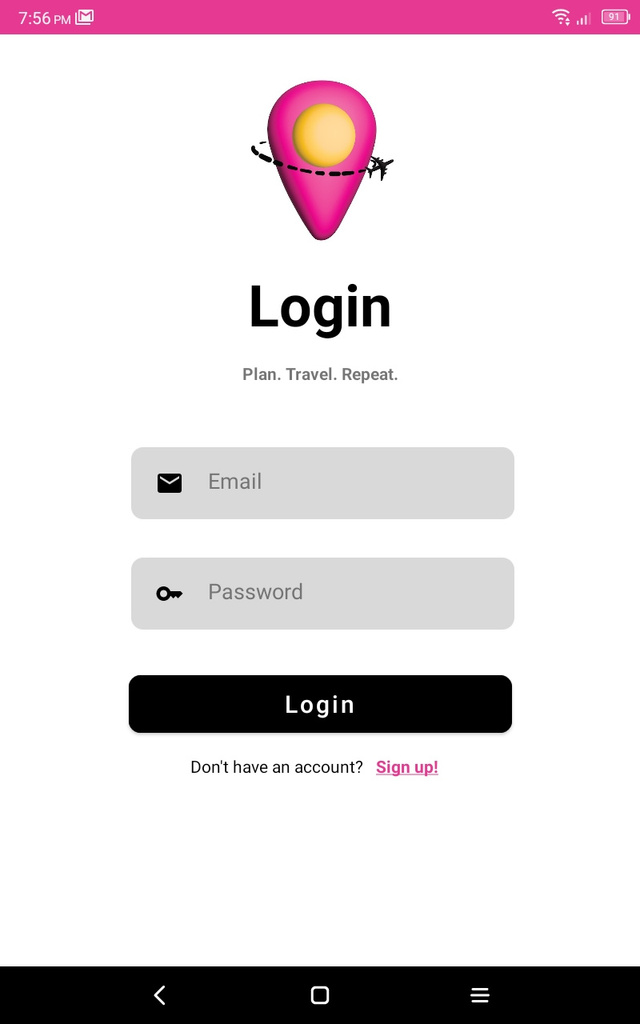 7:56 PM
91
Login
Plan. Travel. Repeat.
Email
Password
Login
Don't have an account? Sign up!